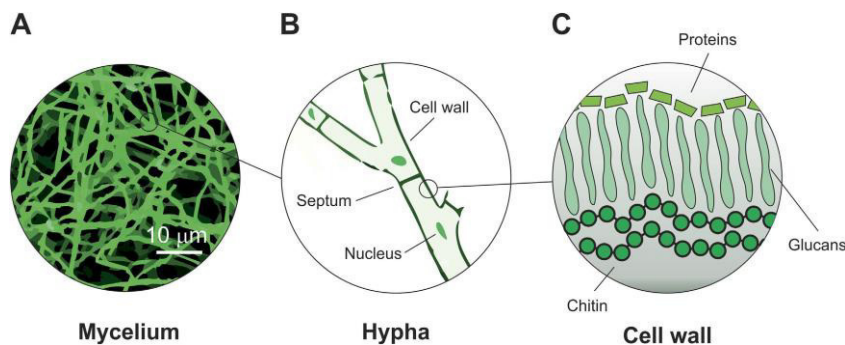 A
B
C
Proteins
Cell wall
Septum
10 μm
Nucleus
Glucans
Chitin
Mycelium
Hypha
Cell wall